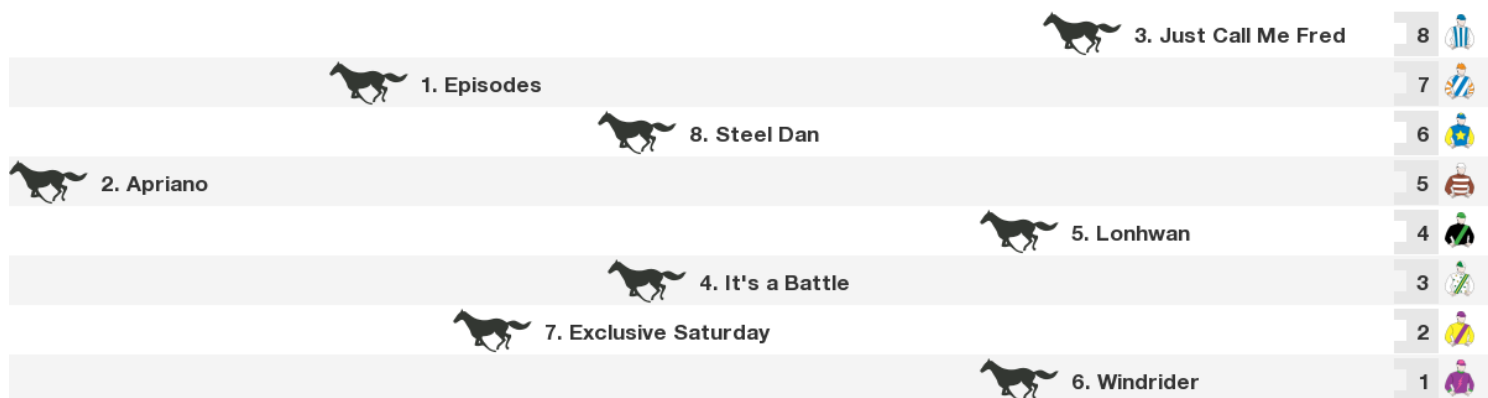 3. Just Call Me Fred 8
1. Episodes 7
8. Steel Dan 6
2. Apriano 5
5. Lonhwan 4
4. It's a Battle 3
7. Exclusive Saturday 2
6. Windrider 1